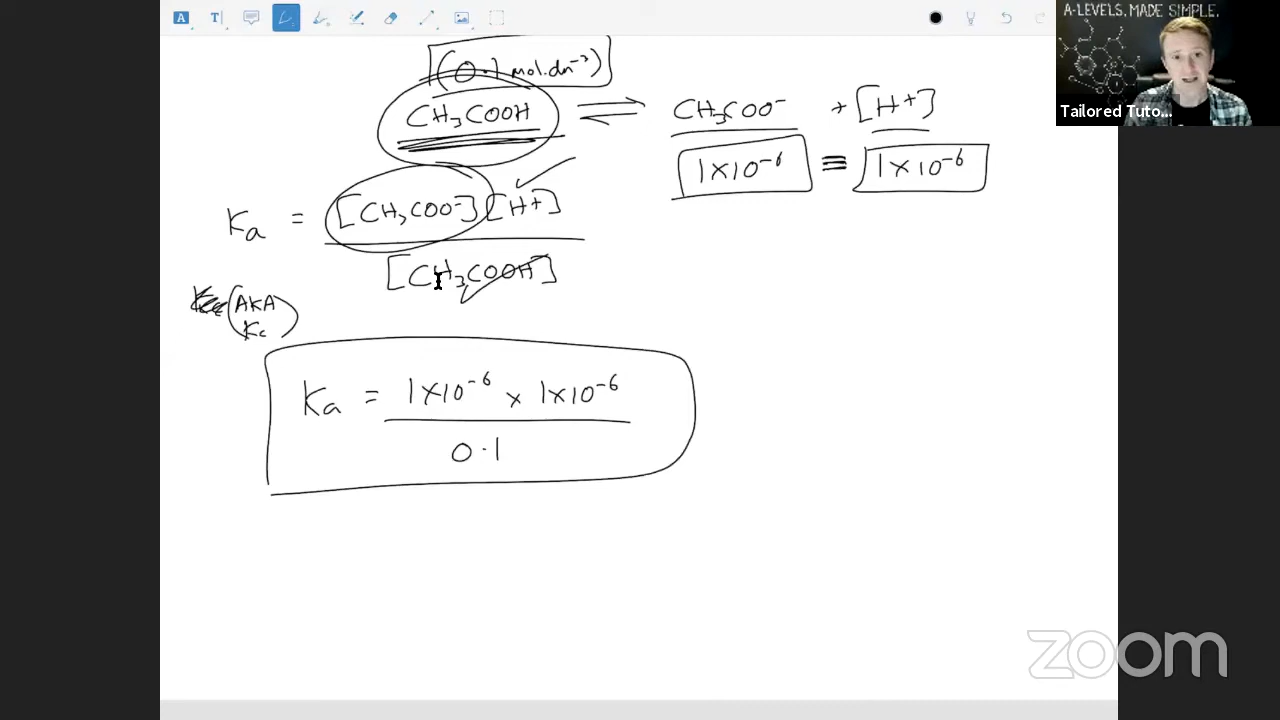 A-LEVELS, MADE SIMPLE.
Tailored Tuto...
(0.1 mol.dm⁻³)
CH₃COOH ⇌ CH₃COO⁻ + [H+]
1×10⁻⁶ ≡ 1×10⁻⁶
Ka = [CH₃COO⁻][H+]
[CH₃COOH]
(AKA
Kc)
Ka = 1×10⁻⁶ × 1×10⁻⁶
0.1
zoom